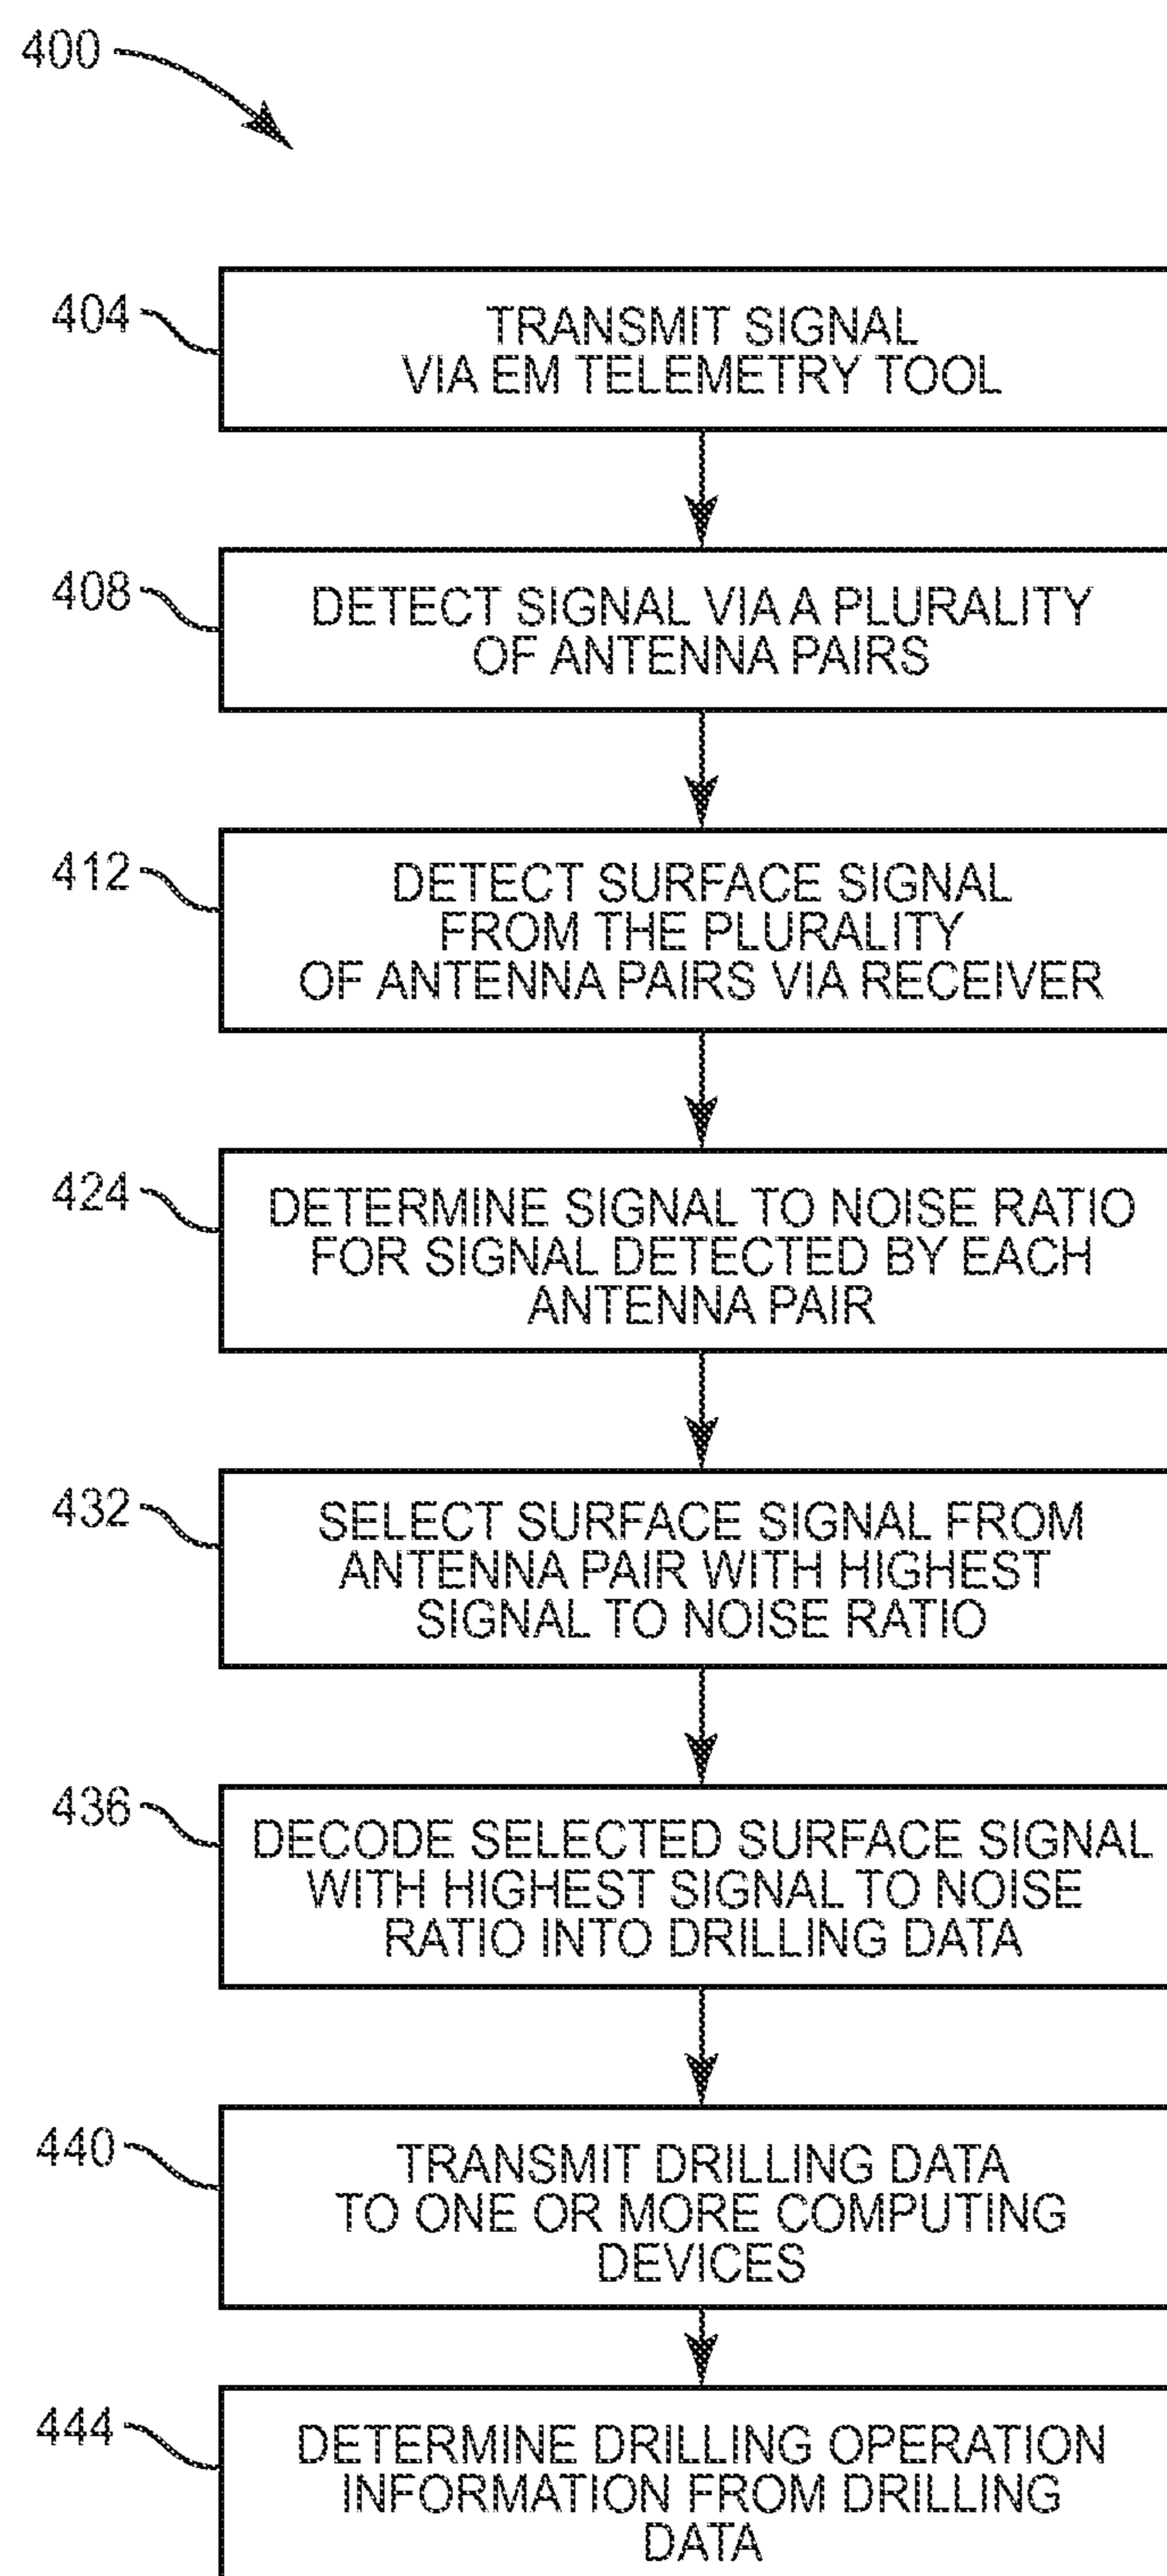 400
404
TRANSMIT SIGNAL
VIA EM TELEMETRY TOOL
408
DETECT SIGNAL VIA A PLURALITY
OF ANTENNA PAIRS
412
DETECT SURFACE SIGNAL
FROM THE PLURALITY
OF ANTENNA PAIRS VIA RECEIVER
424
DETERMINE SIGNAL TO NOISE RATIO
FOR SIGNAL DETECTED BY EACH
ANTENNA PAIR
432
SELECT SURFACE SIGNAL FROM
ANTENNA PAIR WITH HIGHEST
SIGNAL TO NOISE RATIO
436
DECODE SELECTED SURFACE SIGNAL
WITH HIGHEST SIGNAL TO NOISE
RATIO INTO DRILLING DATA
440
TRANSMIT DRILLING DATA
TO ONE OR MORE COMPUTING
DEVICES
444
DETERMINE DRILLING OPERATION
INFORMATION FROM DRILLING
DATA